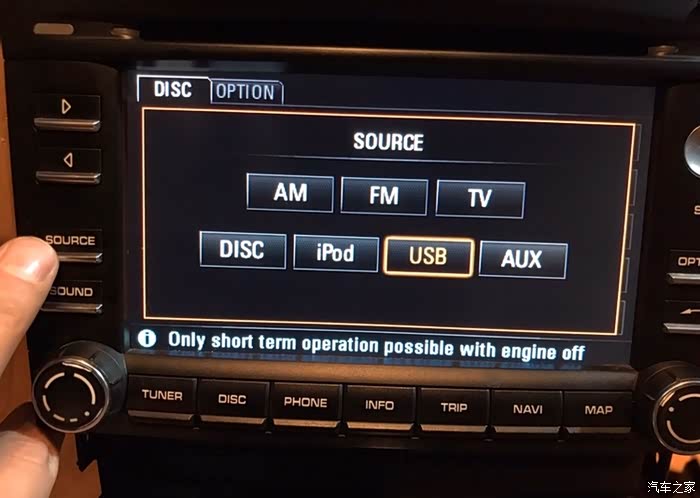 DISC OPTION
SOURCE
AM FM TV
DISC iPod USB AUX
Only short term operation possible with engine off
SOURCE
SOUND
OPT
TUNER DISC PHONE INFO TRIP NAVI MAP
汽车之家